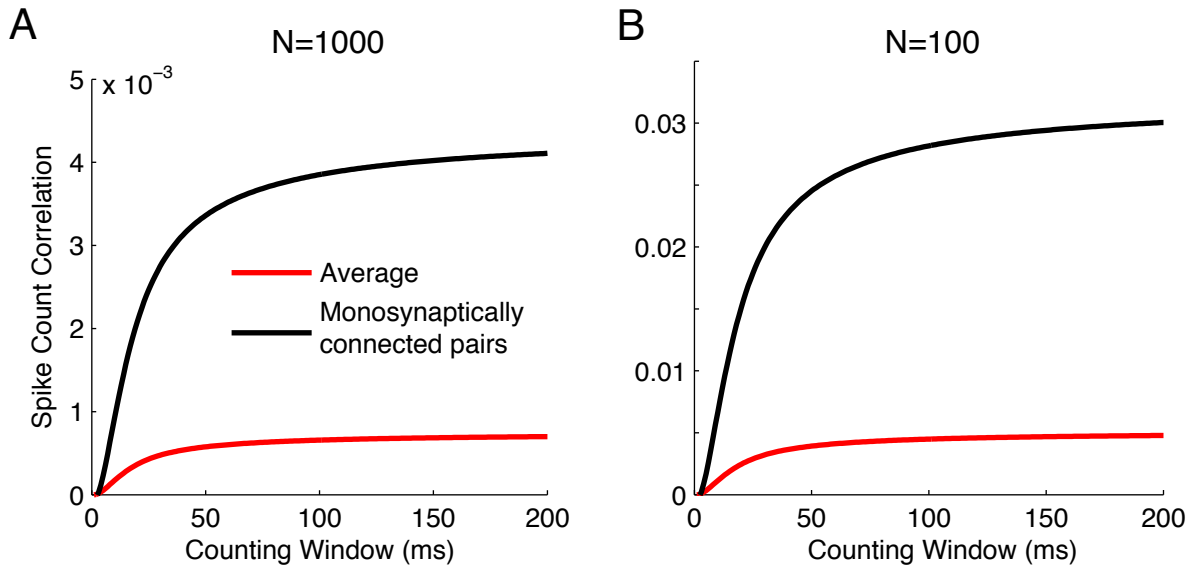 A
N=1000
x 10⁻³
5
4
3
2
1
0
Spike Count Correlation
Average
Monosynaptically
connected pairs
0 50 100 150 200
Counting Window (ms)
B
N=100
0.03
0.02
0.01
0
0 50 100 150 200
Counting Window (ms)